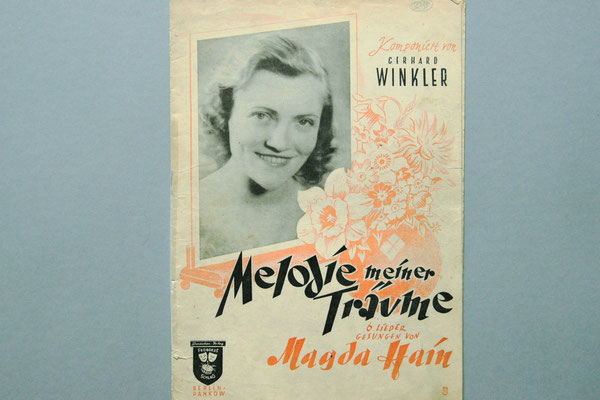 Komponiert von
GERHARD
WINKLER
Melodie meiner
Träume
6 LIEDER
GESUNGEN VON
Magda Hain
BERLIN-
PANKOW